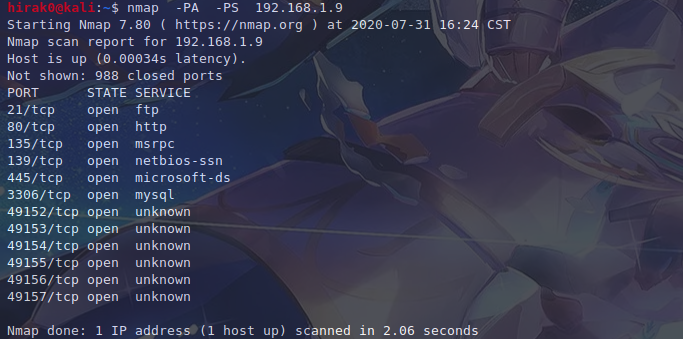 hirak0@kali:~$ nmap  -PA  -PS  192.168.1.9
Starting Nmap 7.80 ( https://nmap.org ) at 2020-07-31 16:24 CST
Nmap scan report for 192.168.1.9
Host is up (0.00034s latency).
Not shown: 988 closed ports
PORT      STATE SERVICE
21/tcp    open  ftp
80/tcp    open  http
135/tcp   open  msrpc
139/tcp   open  netbios-ssn
445/tcp   open  microsoft-ds
3306/tcp  open  mysql
49152/tcp open  unknown
49153/tcp open  unknown
49154/tcp open  unknown
49155/tcp open  unknown
49156/tcp open  unknown
49157/tcp open  unknown
Nmap done: 1 IP address (1 host up) scanned in 2.06 seconds